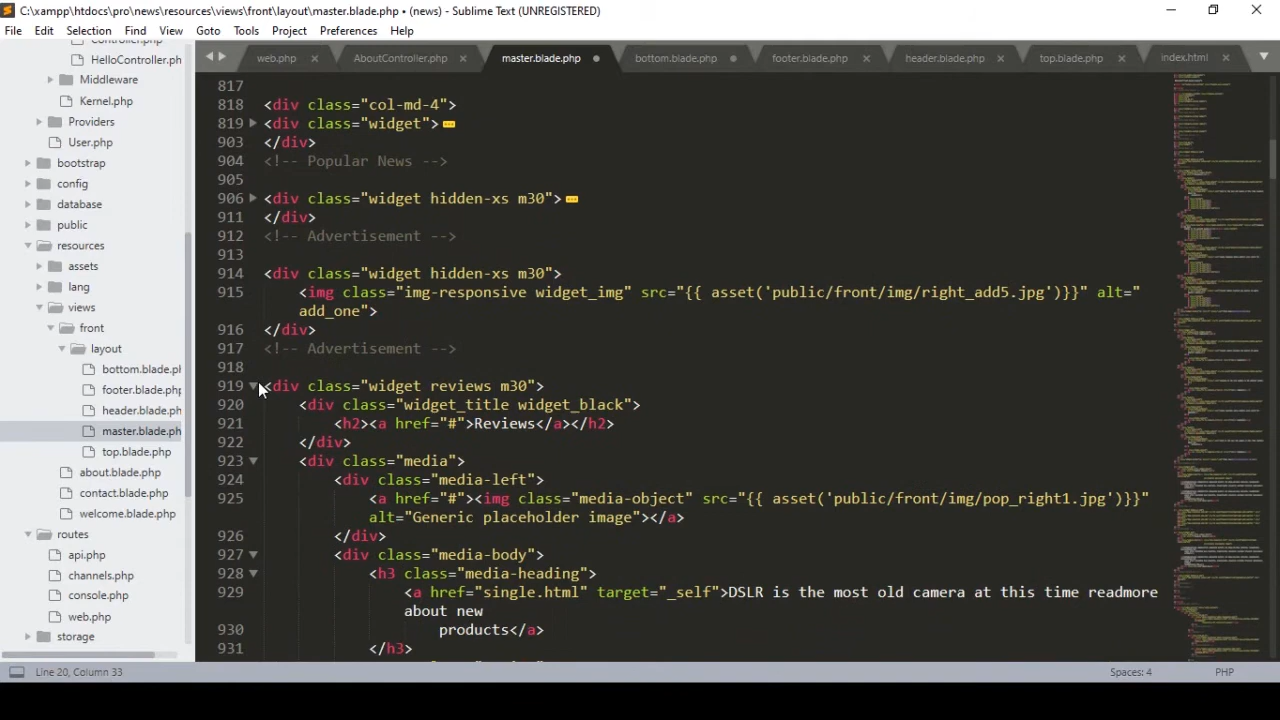 C:\xampp\htdocs\pro\news\resources\views\front\layout\master.blade.php • (news) - Sublime Text (UNREGISTERED)
File Edit Selection Find View Goto Tools Project Preferences Help
web.php AboutController.php master.blade.php bottom.blade.php footer.blade.php header.blade.php top.blade.php index.html
Controller.php
HelloController.ph
Middleware
Kernel.php
Providers
User.php
bootstrap
config
database
public
resources
assets
lang
views
front
layout
bottom.blade.pl
footer.blade.php
header.blade.ph
master.blade.ph
top.blade.php
about.blade.php
contact.blade.php
welcome.blade.php
routes
api.php
channels.php
console.php
web.php
storage
817
818 <div class="col-md-4">
819 <div class="widget">
903 </div>
904 <!-- Popular News -->
905
906 <div class="widget hidden-xs m30">
911 </div>
912 <!-- Advertisement -->
913
914 <div class="widget hidden-xs m30">
915 <img class="img-responsive widget_img" src="{{ asset('public/front/img/right_add5.jpg')}}" alt="
add_one">
916 </div>
917 <!-- Advertisement -->
918
919 <div class="widget reviews m30">
920 <div class="widget_title widget_black">
921 <h2><a href="#">Reviews</a></h2>
922 </div>
923 <div class="media">
924 <div class="media-left">
925 <a href="#"><img class="media-object" src="{{ asset('public/front/img/pop_right1.jpg')}}"
alt="Generic placeholder image"></a>
926 </div>
927 <div class="media-body">
928 <h3 class="media-heading">
929 <a href="single.html" target="_self">DSLR is the most old camera at this time readmore
about new
930 products</a>
931 </h3>
Line 20, Column 33 Spaces: 4 PHP